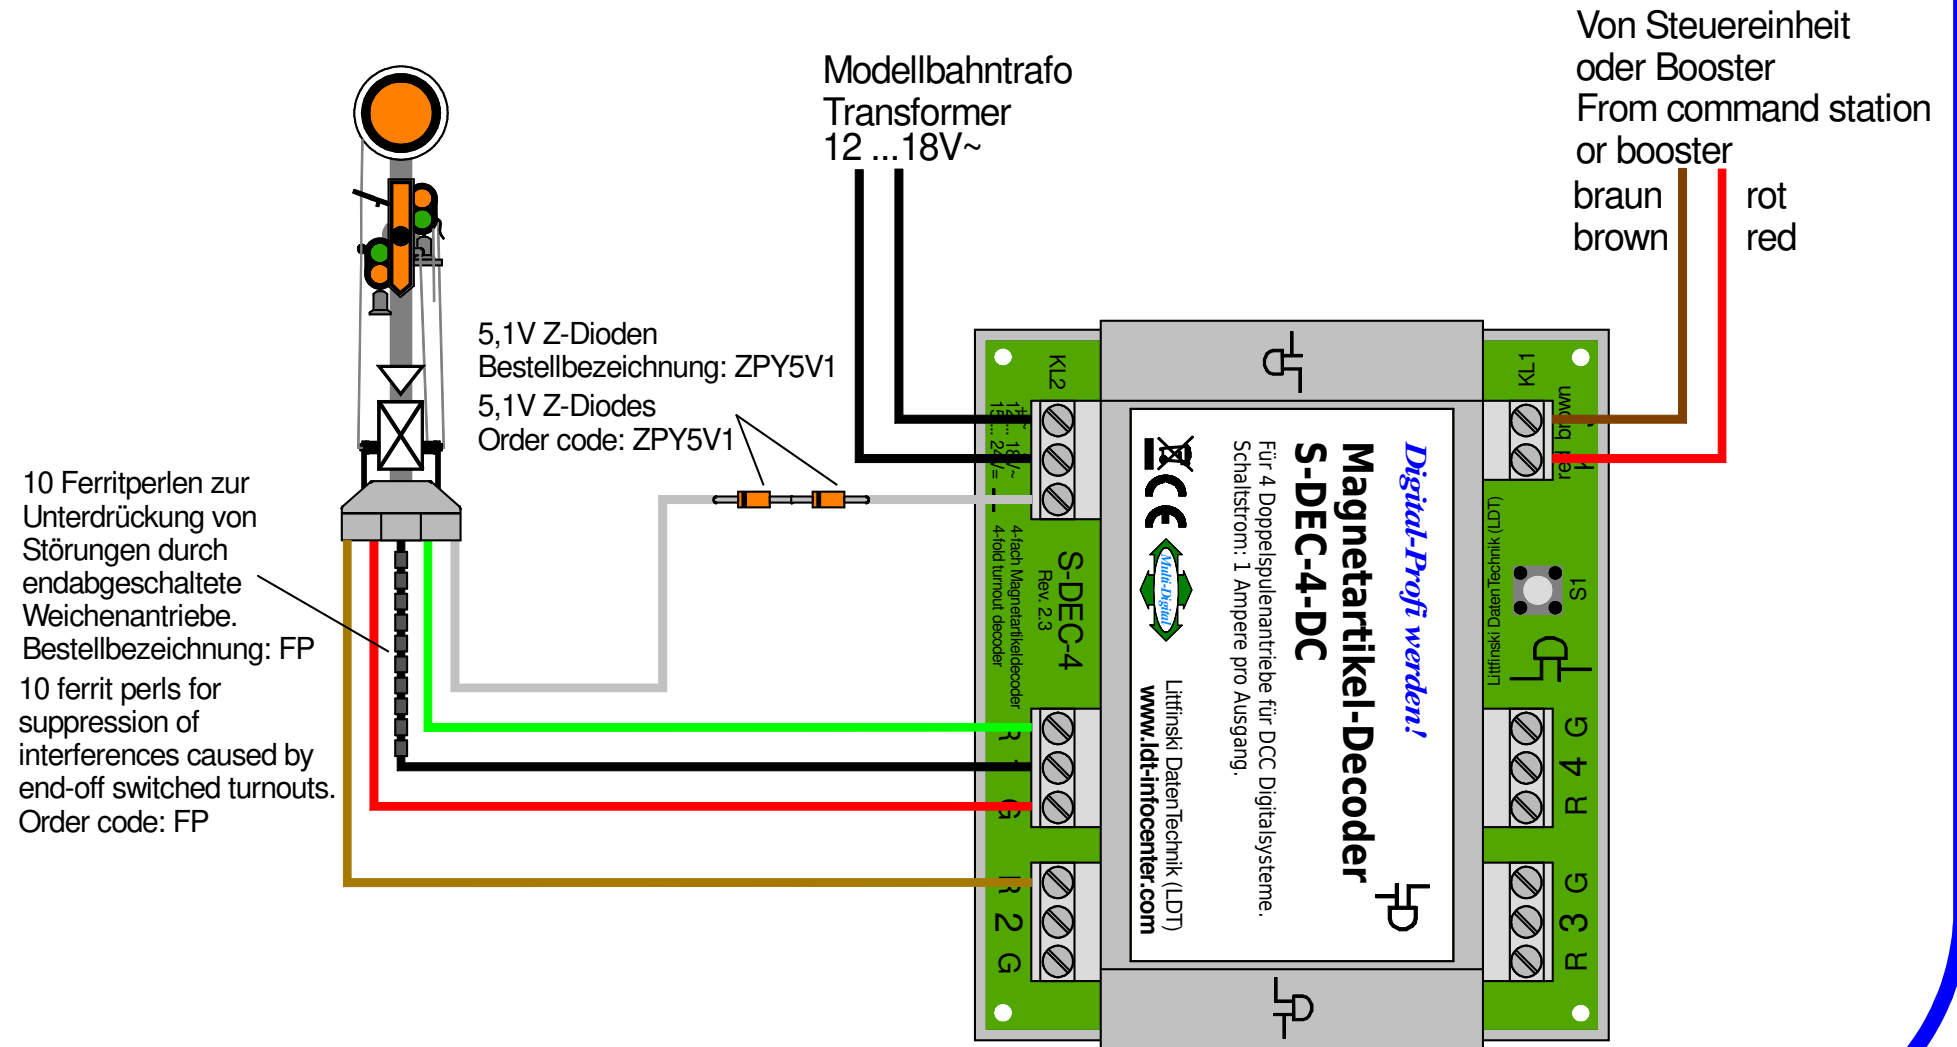 Von Steuereinheit
oder Booster
From command station
or booster
braun
brown
rot
red
Modellbahntrafo
Transformer
12 ...18V~
5,1V Z-Dioden
Bestellbezeichnung: ZPY5V1
5,1V Z-Diodes
Order code: ZPY5V1
10 Ferritperlen zur
Unterdrückung von
Störungen durch
endabgeschaltete
Weichenantriebe.
Bestellbezeichnung: FP
10 ferrit perls for
suppression of
interferences caused by
end-off switched turnouts.
Order code: FP
KL2
S-DEC-4
Rev. 2.3
4-fach Magnetartikeldecoder
4-fold turnout decoder
R
G
R
2
G
Digital-Profi werden!
Magnetartikel-Decoder
S-DEC-4-DC
Für 4 Doppelspulenantriebe für DCC Digitalsysteme.
Schaltstrom: 1 Ampere pro Ausgang.
CE
Multi-Digital
Littfinski DatenTechnik (LDT)
www.ldt-infocenter.com
KL1
red brown
S1
Littfinski DatenTechnik (LDT)
G
4
R
G
3
R